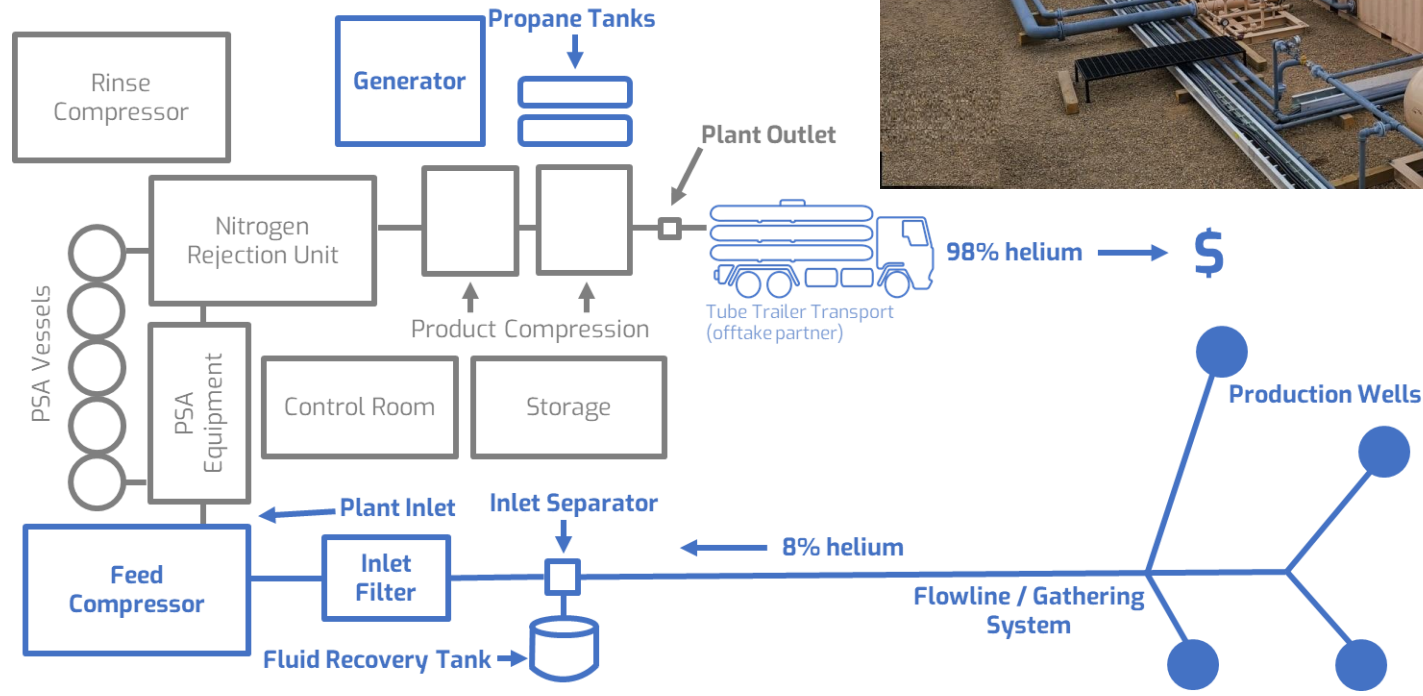 Propane Tanks
Rinse
Compressor
Generator
Plant Outlet
Nitrogen
Rejection Unit
98% helium
$
Tube Trailer Transport
(offtake partner)
Product Compression
PSA Vessels
PSA
Equipment
Control Room
Storage
Production Wells
Plant Inlet
Inlet Separator
8% helium
Feed
Compressor
Inlet
Filter
Flowline / Gathering
System
Fluid Recovery Tank